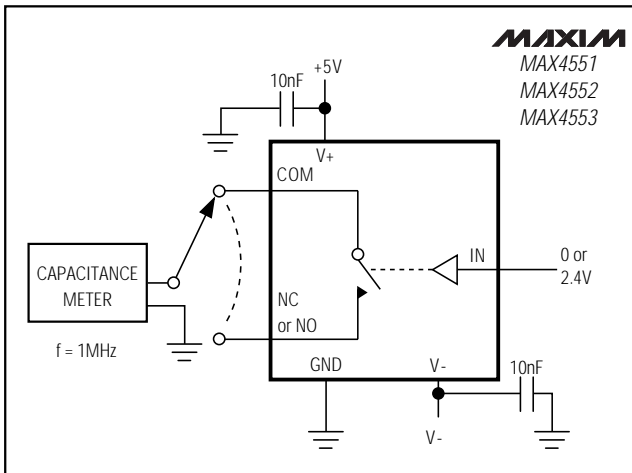 MAXIM
MAX4551
MAX4552
MAX4553
+5V
10nF
V+
COM
CAPACITANCE
METER
f = 1MHz
NC
or NO
IN
0 or
2.4V
GND
V-
10nF
V-